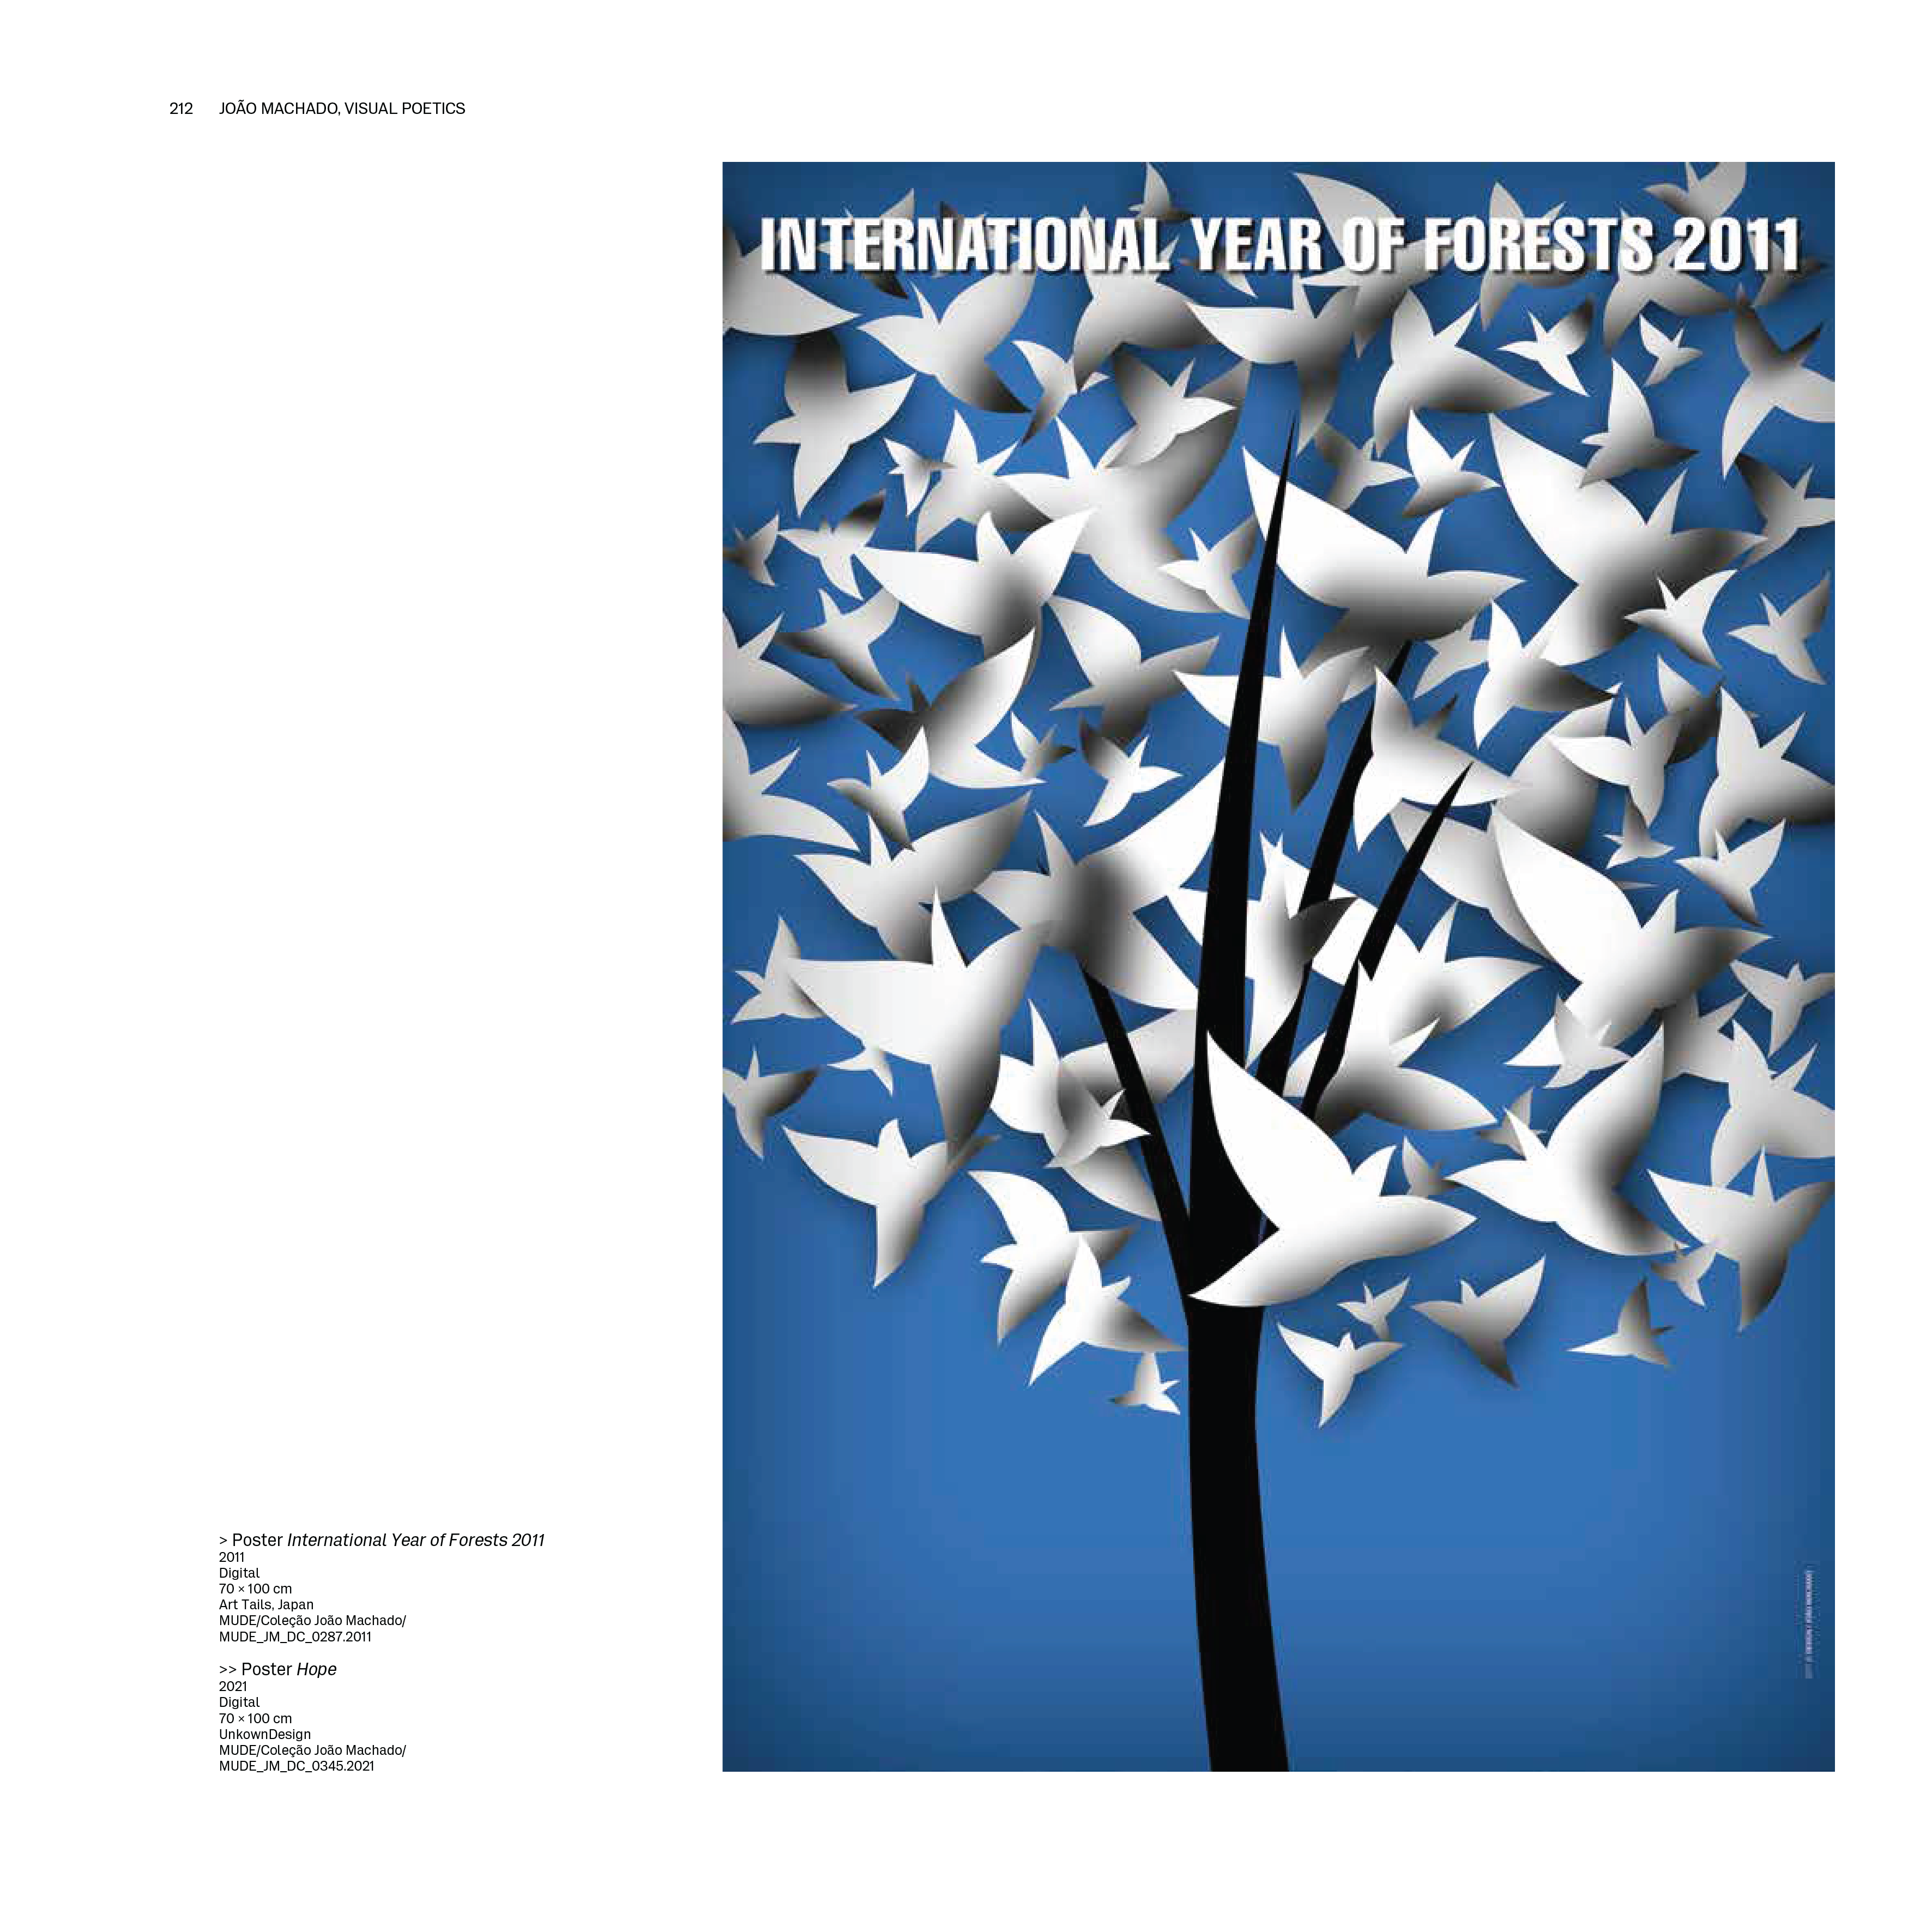 212 JOÃO MACHADO, VISUAL POETICS
INTERNATIONAL YEAR OF FORESTS 2011
> Poster International Year of Forests 2011
2011
Digital
70 × 100 cm
Art Tails, Japan
MUDE/Coleção João Machado/
MUDE_JM_DC_0287.2011
>> Poster Hope
2021
Digital
70 × 100 cm
UnkownDesign
MUDE/Coleção João Machado/
MUDE_JM_DC_0345.2021